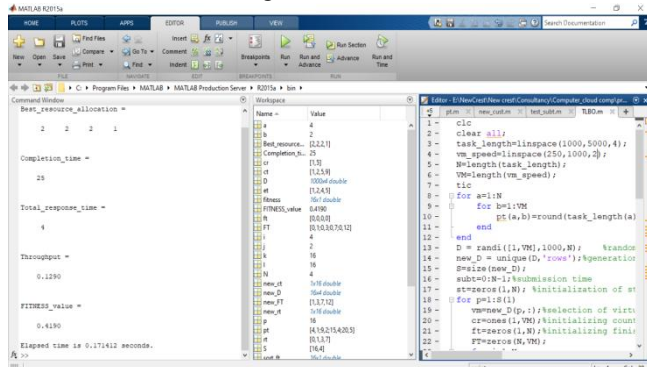 MATLAB R2015a
HOME PLOTS APPS EDITOR PUBLISH VIEW
Search Documentation
New Open Save
Find Files
Compare
Print
Go To
Find
Insert
Comment
Indent
Breakpoints
Run
Run and Advance
Run Section
Advance
Run and Time
FILE NAVIGATE EDIT BREAKPOINTS RUN
C: Program Files MATLAB MATLAB Production Server R2015a bin
Command Window
Best_resource_allocation =
2 2 2 1
Completion_time =
25
Total_response_time =
4
Throughput =
0.1290
FITNESS_value =
0.4190
Elapsed time is 0.171412 seconds.
fx >>
Workspace
Name Value
a 4
b 2
Best_resource... [2,2,2,1]
Completion_ti... 25
cr [1,5]
ct [1,2,5,9]
D 1000x4 double
et [1,2,4,5]
fitness 16x1 double
FITNESS_value 0.4190
ft [0,0,0,0]
FT [0,1;0,3;0,7;0,12]
i 4
j 2
k 16
l 16
N 4
new_ct 1x16 double
new_D 16x4 double
new_FT [1,3,7,12]
new_rt 1x16 double
p 16
pt [4,1;9,2;15,4;20,5]
rt [0,1,3,7]
S [16,4]
Editor - E:\NewCrest\New crest\Consultancy\Computer_cloud comp\pr...
pt.m new_cust.m test_subt.m TLBO.m
1 - clc
2 - clear all;
3 - task_length=linspace(1000,5000,4);
4 - vm_speed=linspace(250,1000,2);
5 - N=length(task_length);
6 - VM=length(vm_speed);
7 - tic
8 - for a=1:N
9 - for b=1:VM
10 - pt(a,b)=round(task_length(a)
11 - end
12 - end
13 - D = randi([1,VM],1000,N); %random
14 - new_D = unique(D,'rows');%generation
15 - S=size(new_D);
16 - subt=0:N-1;%submission time
17 - st=zeros(1,N); %initialization of st
18 - for p=1:S(1)
19 - vm=new_D(p,:);%selection of virtu
20 - cr=ones(1,VM);%initializing count
21 - ft=zeros(1,N);%initializing finis
22 - FT=zeros(N,VM);